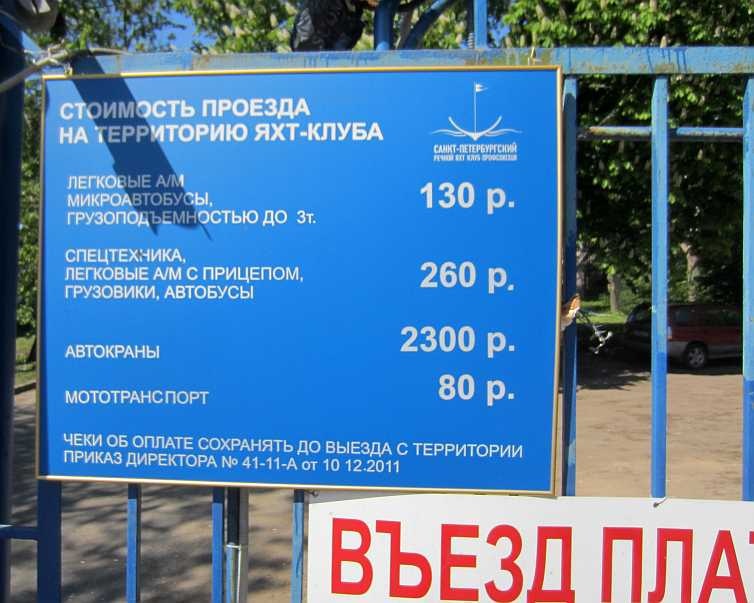 СТОИМОСТЬ ПРОЕЗДА
НА ТЕРРИТОРИЮ ЯХТ-КЛУБА
САНКТ-ПЕТЕРБУРГСКИЙ
РЕЧНОЙ ЯХТ КЛУБ ПРОФСОЮЗОВ
ЛЕГКОВЫЕ А/М
МИКРОАВТОБУСЫ,
ГРУЗОПОДЪЕМНОСТЬЮ ДО 3т.
130 р.
СПЕЦТЕХНИКА,
ЛЕГКОВЫЕ А/М С ПРИЦЕПОМ,
ГРУЗОВИКИ, АВТОБУСЫ
260 р.
АВТОКРАНЫ
2300 р.
МОТОТРАНСПОРТ
80 р.
ЧЕКИ ОБ ОПЛАТЕ СОХРАНЯТЬ ДО ВЫЕЗДА С ТЕРРИТОРИИ
ПРИКАЗ ДИРЕКТОРА № 41-11-А от 10 12.2011
ВЪЕЗД ПЛАТ